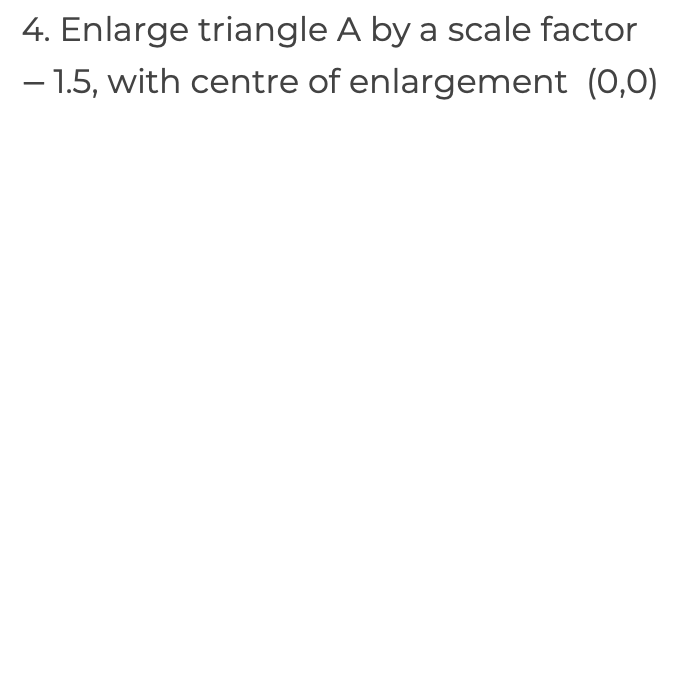 4. Enlarge triangle A by a scale factor
– 1.5, with centre of enlargement (0,0)